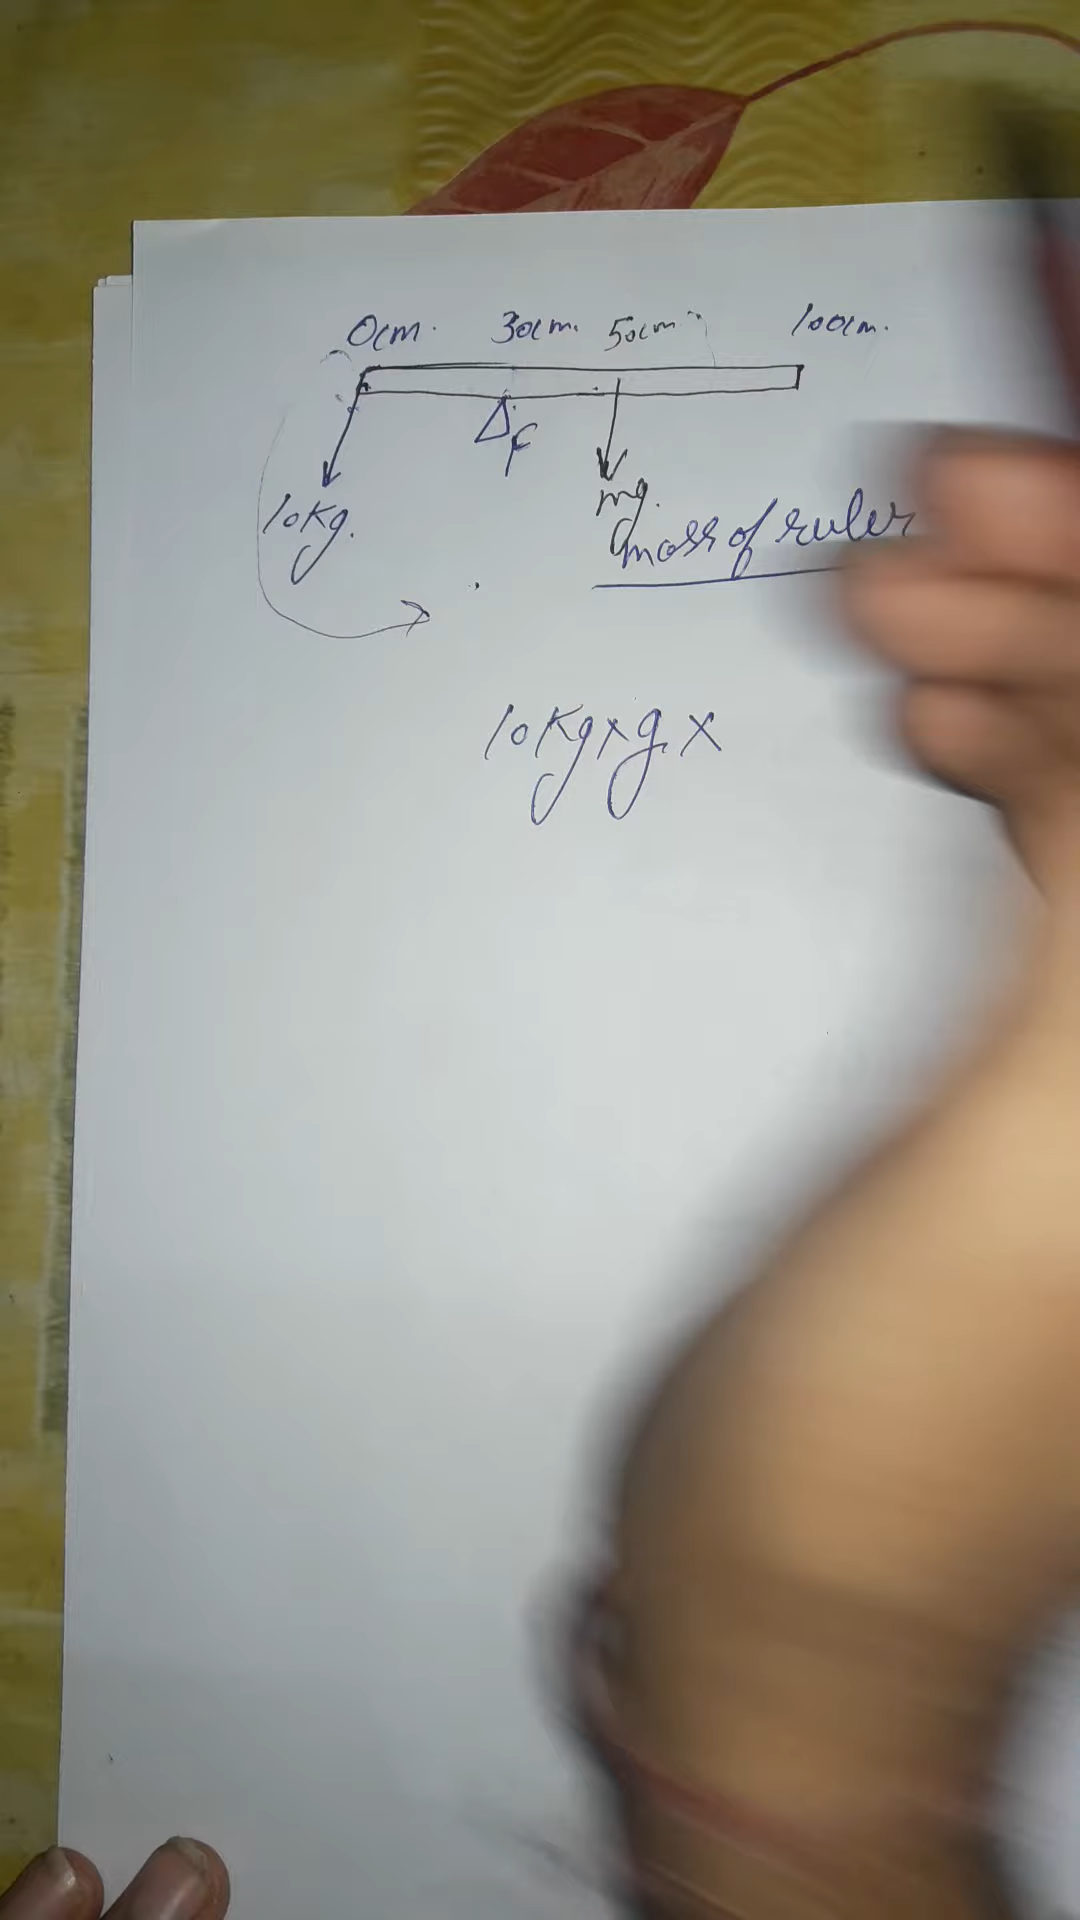 0cm. 30cm. 50cm 100cm.
F
10kg.
mg.
mass of ruler
10kg×g×